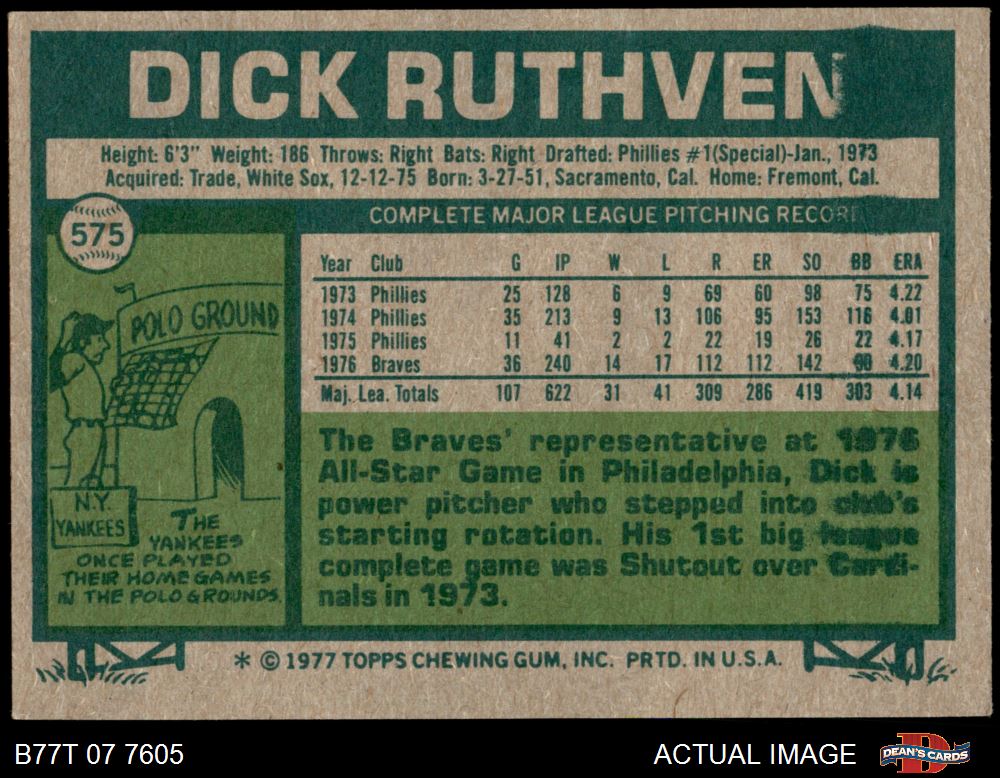 DICK RUTHVEN
Height: 6'3" Weight: 186 Throws: Right Bats: Right Drafted: Phillies #1(Special)-Jan., 1973
Acquired: Trade, White Sox, 12-12-75 Born: 3-27-51, Sacramento, Cal. Home: Fremont, Cal.
575
COMPLETE MAJOR LEAGUE PITCHING RECORD
Year Club G IP W L R ER SO BB ERA
1973 Phillies 25 128 6 9 69 60 98 75 4.22
1974 Phillies 35 213 9 13 106 95 153 116 4.01
1975 Phillies 11 41 2 2 22 19 26 22 4.17
1976 Braves 36 240 14 17 112 112 142 90 4.20
Maj. Lea. Totals 107 622 31 41 309 286 419 303 4.14
POLO GROUND
N.Y.
YANKEES
THE
YANKEES
ONCE PLAYED
THEIR HOME GAMES
IN THE POLO GROUNDS.
The Braves' representative at 1976
All-Star Game in Philadelphia, Dick is
power pitcher who stepped into club's
starting rotation. His 1st big league
complete game was Shutout over Cardi-
nals in 1973.
* © 1977 TOPPS CHEWING GUM, INC. PRTD. IN U.S.A.
B77T 07 7605
ACTUAL IMAGE
DEAN'S CARDS